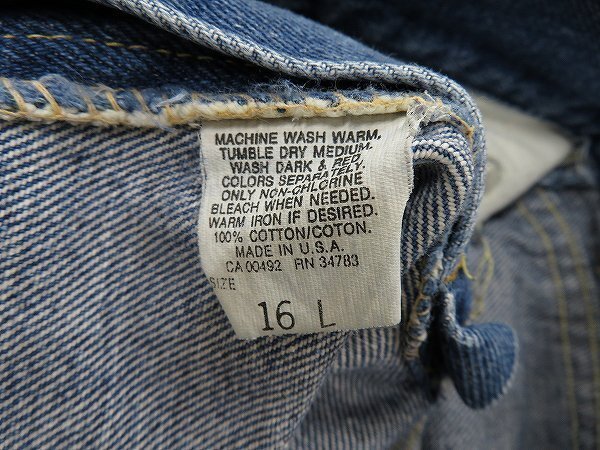 MACHINE WASH WARM.
TUMBLE DRY MEDIUM.
WASH DARK & RED
COLORS SEPARATELY.
ONLY NON-CHLORINE
BLEACH WHEN NEEDED.
WARM IRON IF DESIRED.
100% COTTON/COTON.
MADE IN U.S.A.
CA 00492 RN 34783
SIZE
16 L